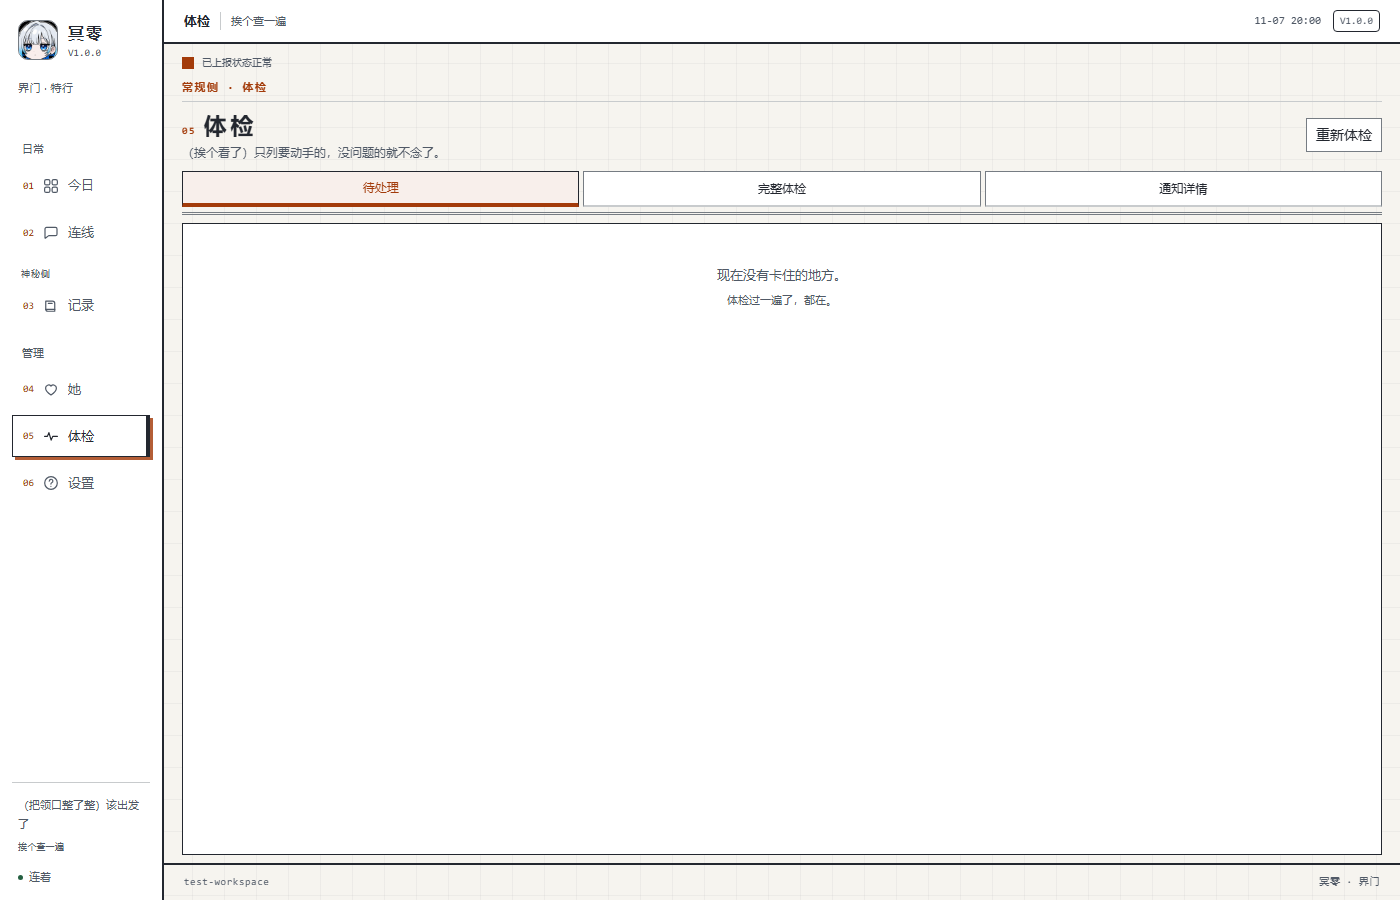 冥零
V1.0.0
界门 · 特行
日常
01 今日
02 连线
神秘侧
03 记录
管理
04 她
05 体检
06 设置
（把领口整了整）该出发了
挨个查一遍
连着
体检 挨个查一遍
11-07 20:00 V1.0.0
已上报状态正常
常规侧 · 体检
05 体检
（挨个看了）只列要动手的，没问题的就不念了。
重新体检
待处理 完整体检 通知详情
现在没有卡住的地方。
体检过一遍了，都在。
test-workspace 冥零 · 界门